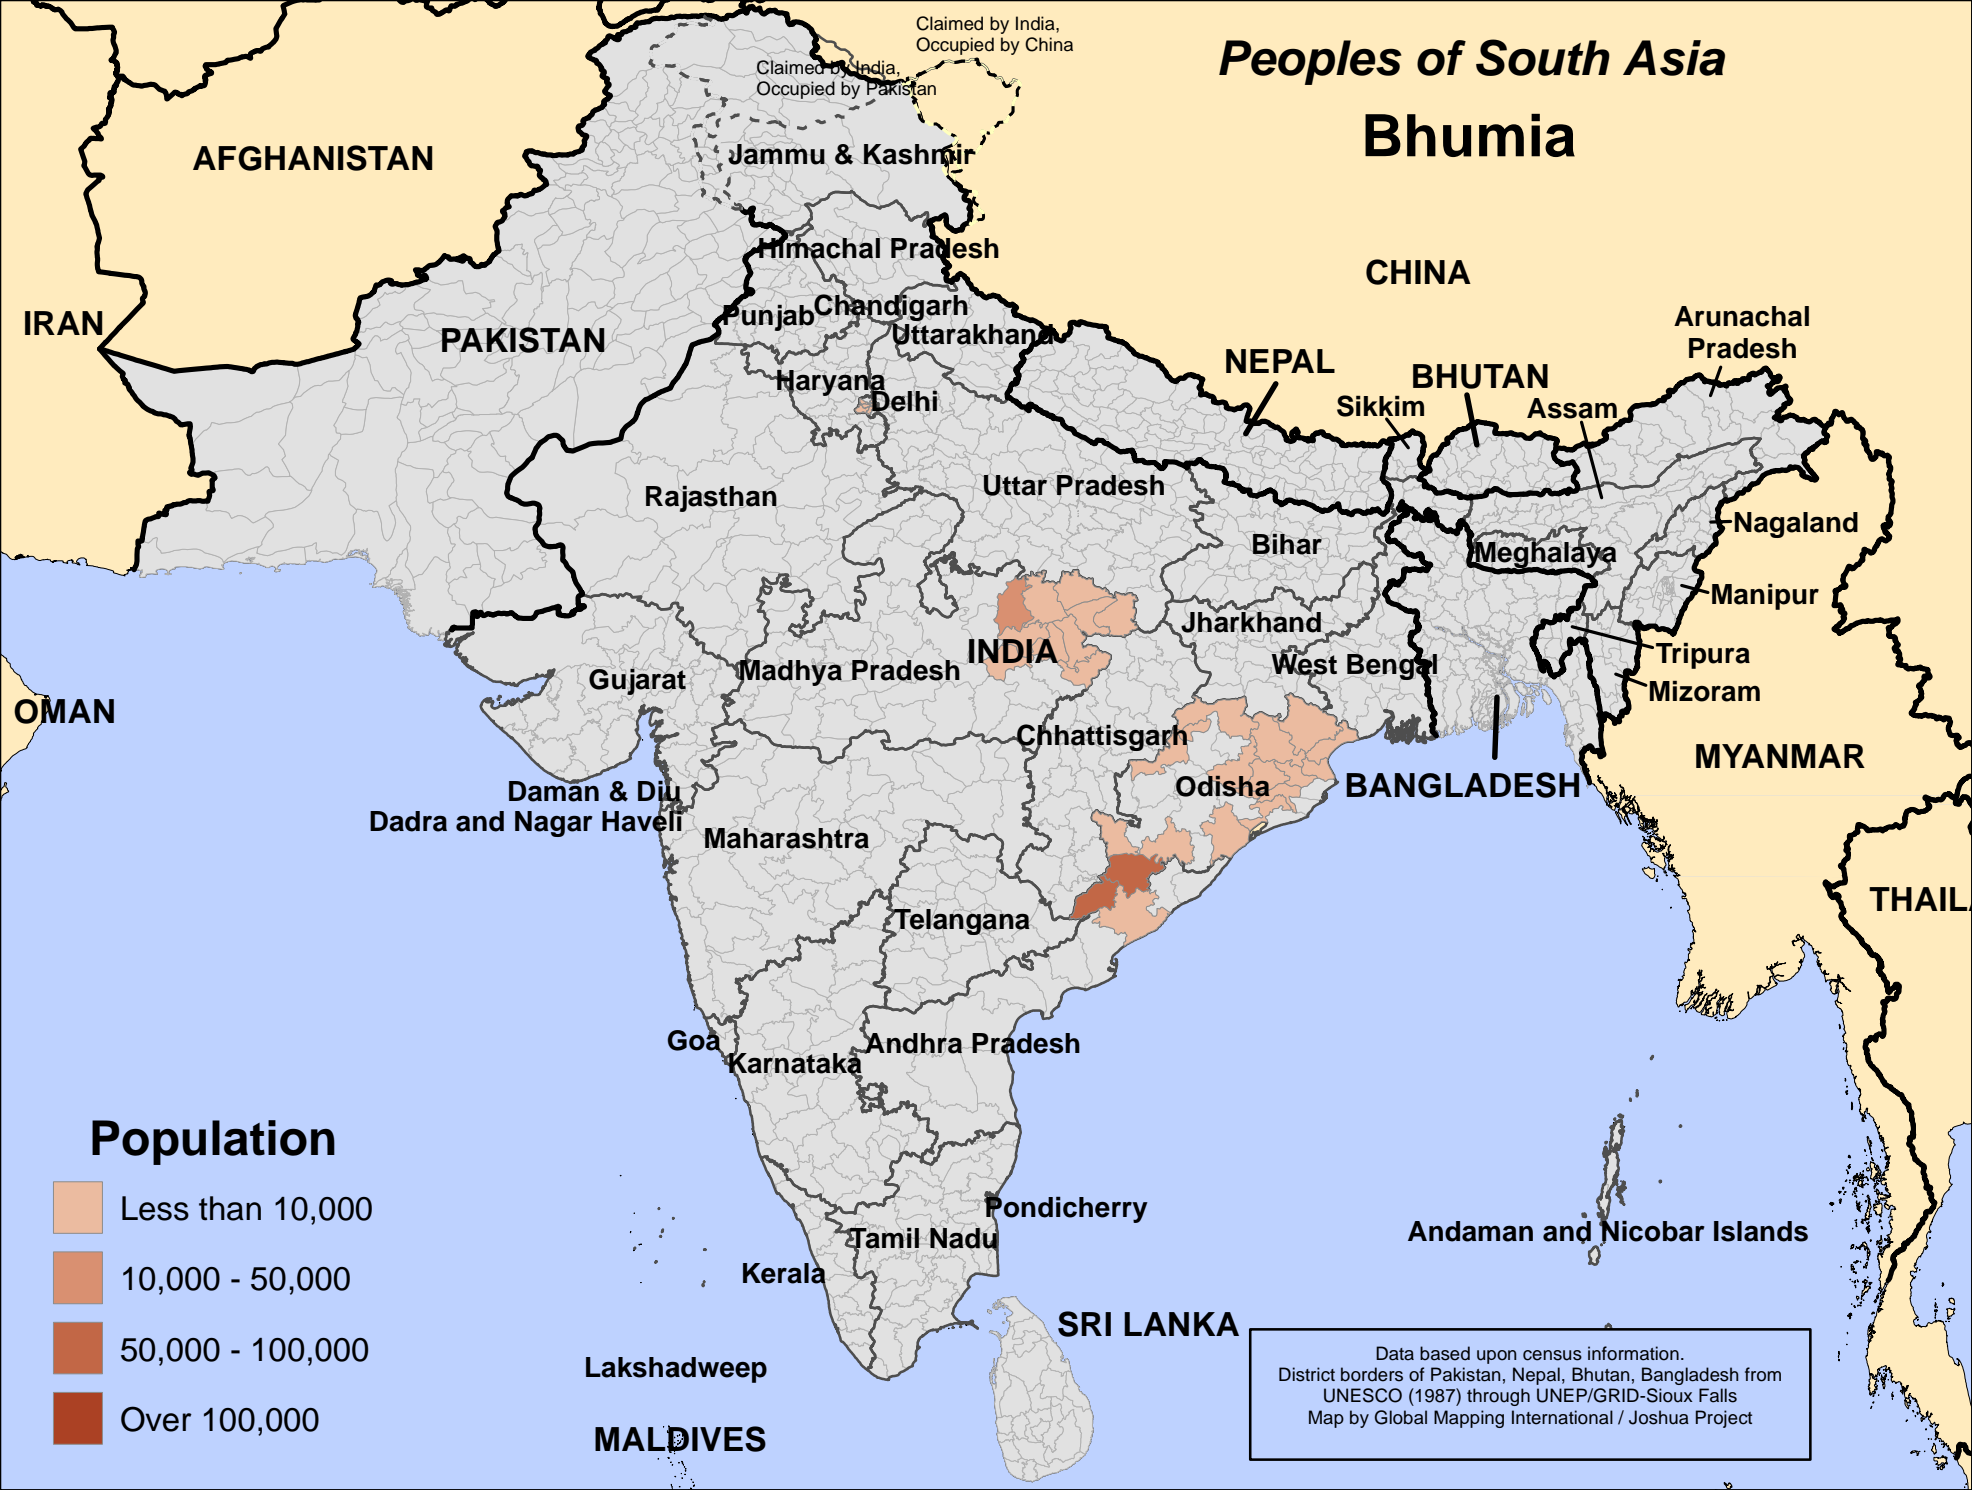 Claimed by India,
Occupied by China
Peoples of South Asia
Bhumia
Claimed by India,
Occupied by Pakistan
AFGHANISTAN
Jammu & Kashmir
Himachal Pradesh
CHINA
IRAN
PAKISTAN
Punjab
Chandigarh
Uttarakhand
Arunachal
Pradesh
NEPAL
BHUTAN
Haryana
Delhi
Sikkim
Assam
Rajasthan
Uttar Pradesh
Nagaland
Bihar
Meghalaya
Manipur
Jharkhand
INDIA
Tripura
Gujarat
Madhya Pradesh
West Bengal
Mizoram
OMAN
Chhattisgarh
MYANMAR
Odisha
BANGLADESH
Daman & Diu
Dadra and Nagar Haveli
Maharashtra
Telangana
THAIL
Goa
Karnataka
Andhra Pradesh
Population
Less than 10,000
10,000 - 50,000
50,000 - 100,000
Over 100,000
Pondicherry
Tamil Nadu
Andaman and Nicobar Islands
Kerala
SRI LANKA
Lakshadweep
MALDIVES
Data based upon census information.
District borders of Pakistan, Nepal, Bhutan, Bangladesh from
UNESCO (1987) through UNEP/GRID-Sioux Falls
Map by Global Mapping International / Joshua Project